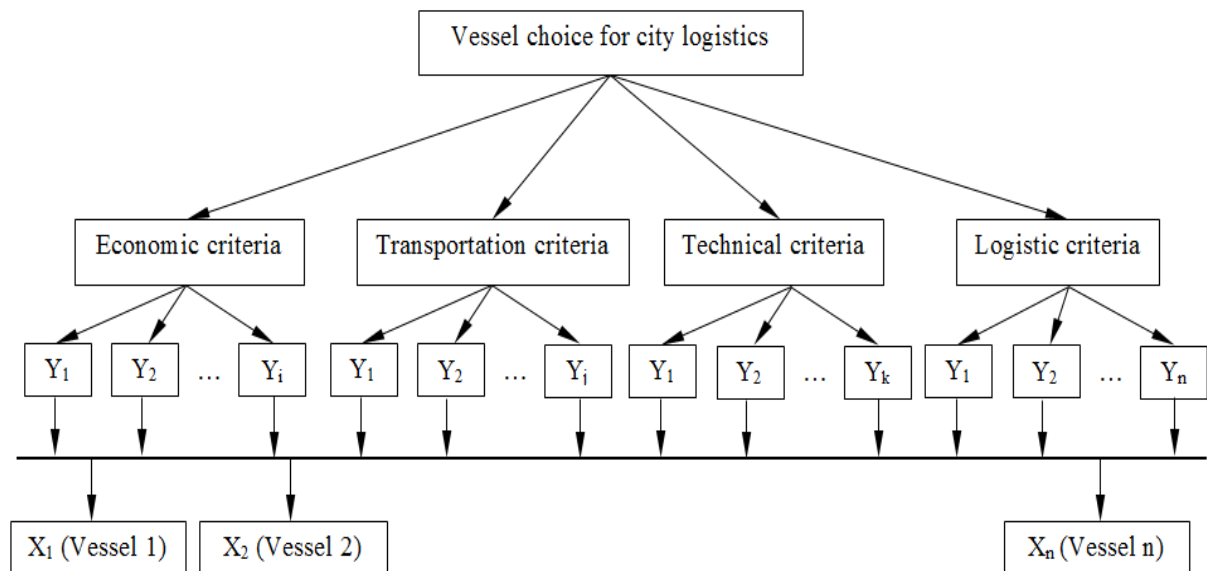 Vessel choice for city logistics
Economic criteria
Transportation criteria
Technical criteria
Logistic criteria
Y₁ Y₂ … Yᵢ Y₁ Y₂ … Yⱼ Y₁ Y₂ … Yₖ Y₁ Y₂ … Yₙ
X₁ (Vessel 1) X₂ (Vessel 2) Xₙ (Vessel n)